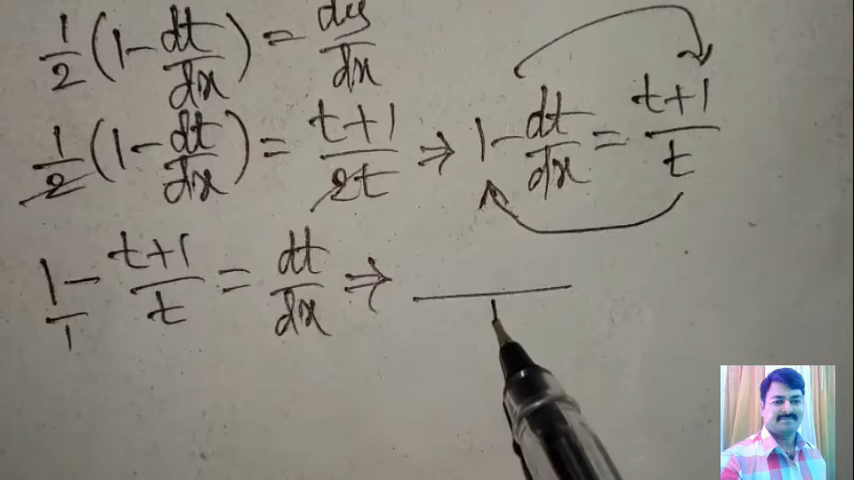 1/2 (1 - dt/dx) = dy/dx
1/2 (1 - dt/dx) = t+1/2t ⇒ 1 - dt/dx = t+1/t
1/1 - t+1/t = dt/dx ⇒